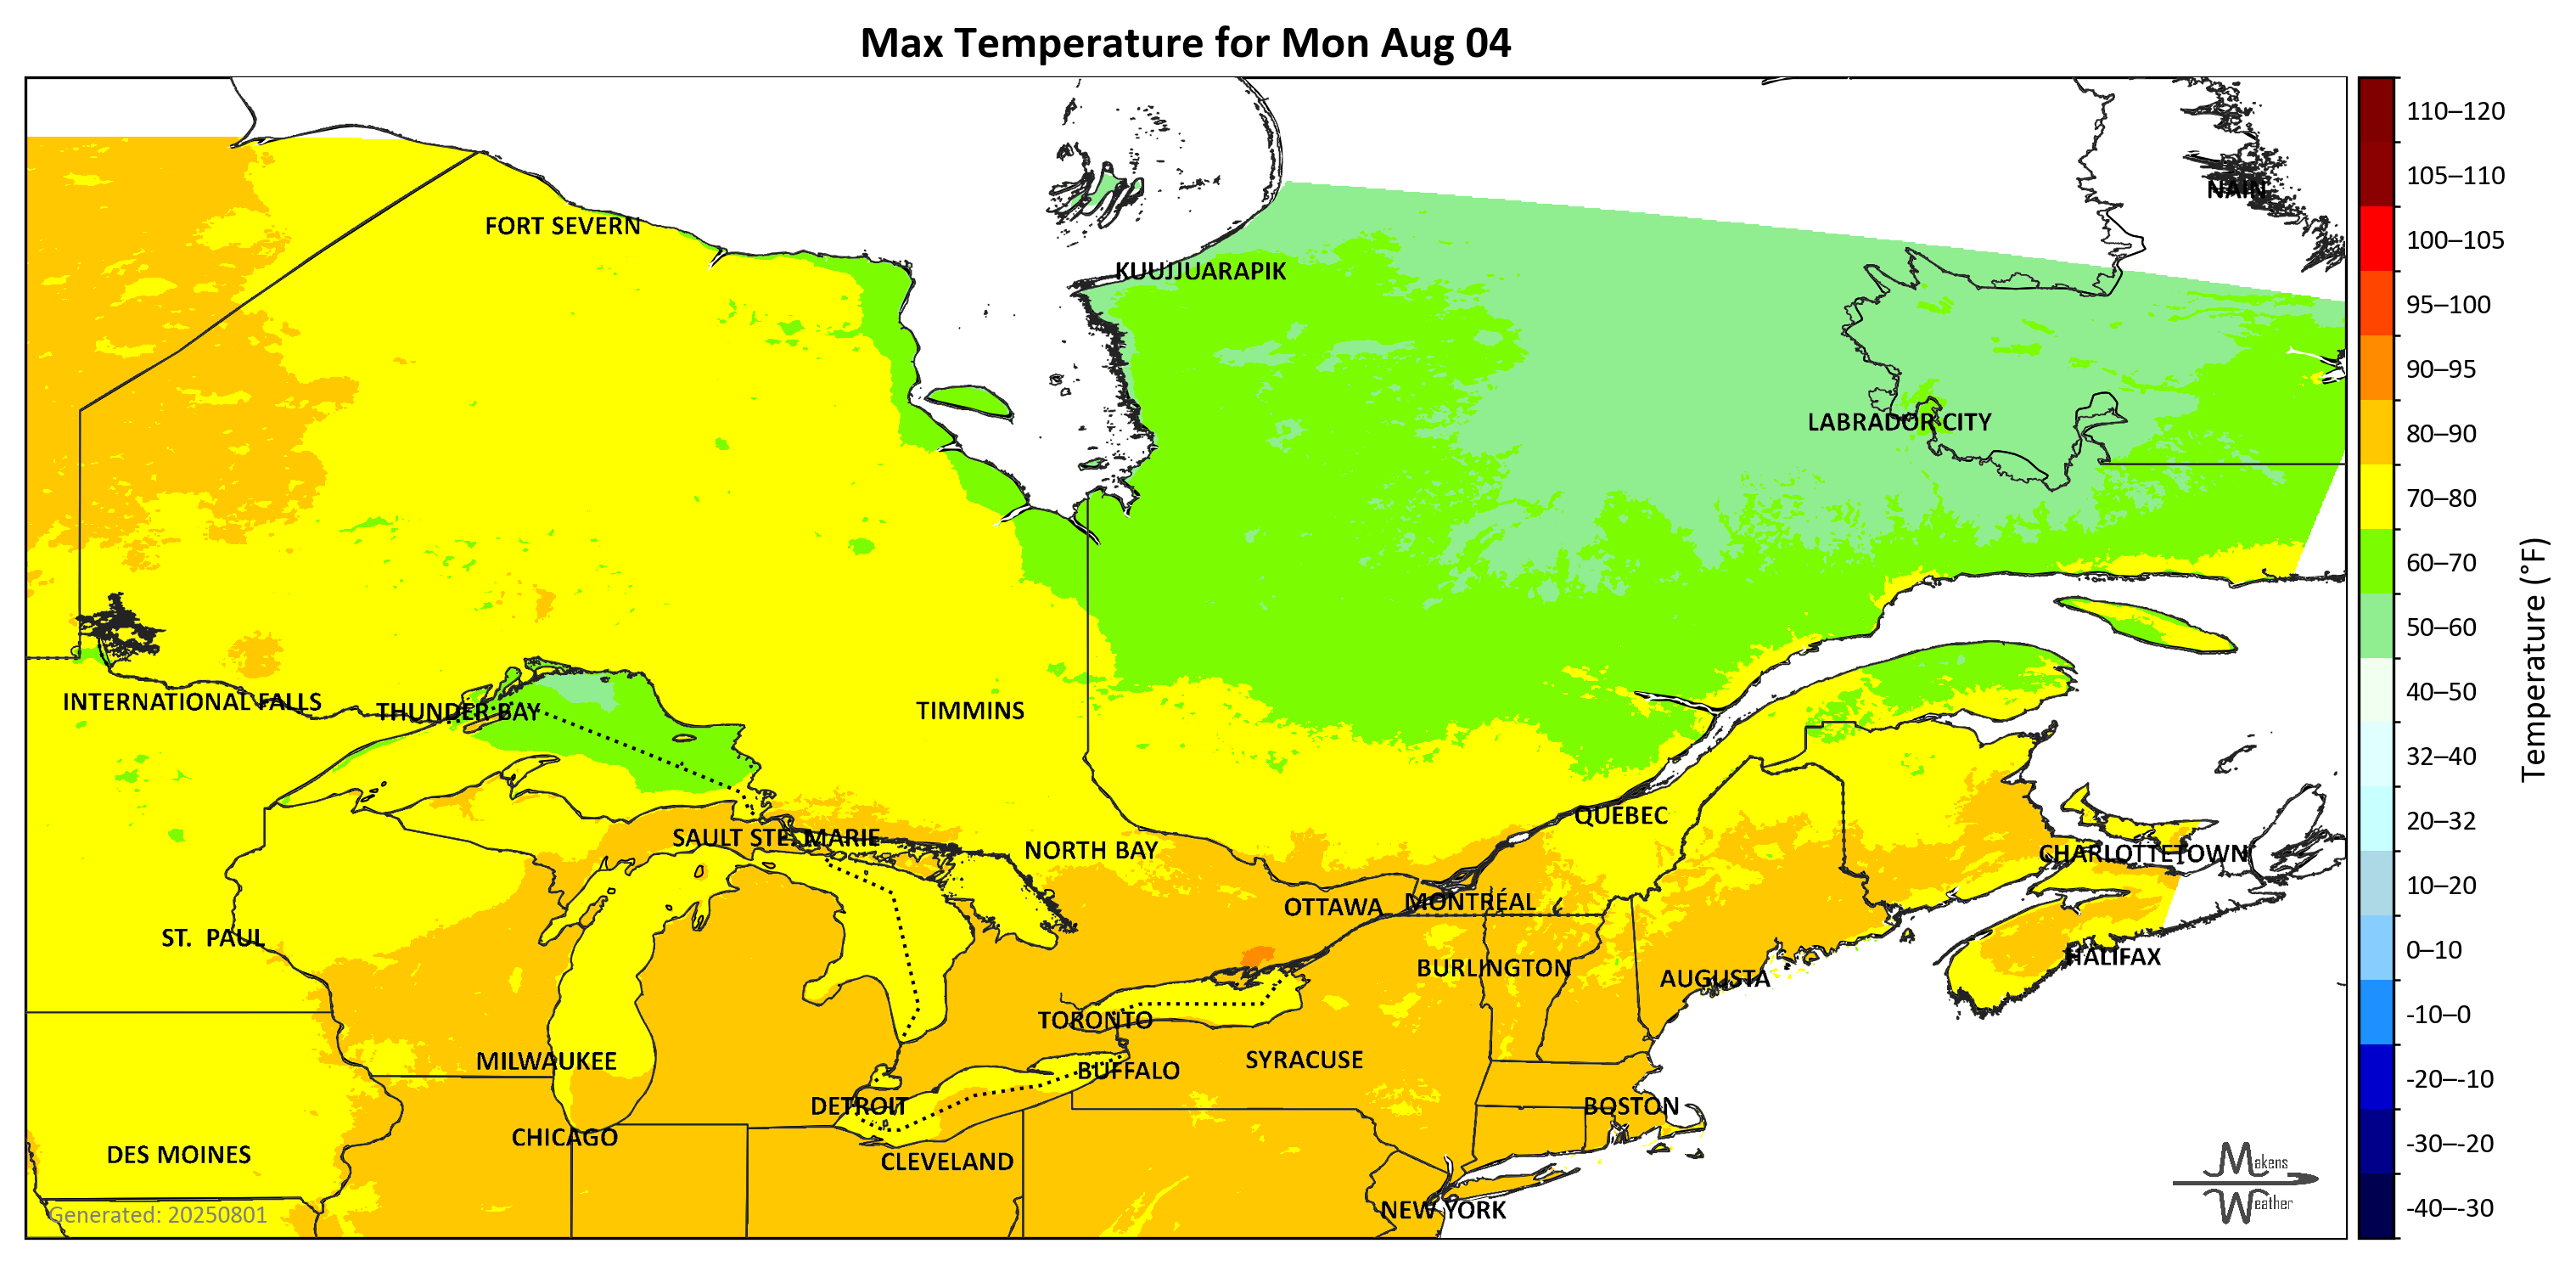 Max Temperature for Mon Aug 04
110–120
105–110
NAIN
FORT SEVERN
100–105
KUUJJUARAPIK
95–100
90–95
LABRADOR CITY
80–90
70–80
60–70
50–60
Temperature (°F)
40–50
INTERNATIONAL FALLS
THUNDER BAY
TIMMINS
32–40
QUEBEC
20–32
SAULT STE. MARIE
NORTH BAY
CHARLOTTETOWN
10–20
OTTAWA
MONTRÉAL
ST. PAUL
0–10
HALIFAX
BURLINGTON
AUGUSTA
-10–0
TORONTO
SYRACUSE
MILWAUKEE
BUFFALO
-20–-10
DETROIT
BOSTON
CHICAGO
-30–-20
DES MOINES
CLEVELAND
Makens
Weather
-40–-30
NEW YORK
Generated: 20250801